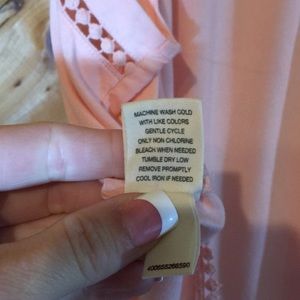 MACHINE WASH COLD
WITH LIKE COLORS
GENTLE CYCLE
ONLY NON CHLORINE
BLEACH WHEN NEEDED
TUMBLE DRY LOW
REMOVE PROMPTLY
COOL IRON IF NEEDED
400655266590